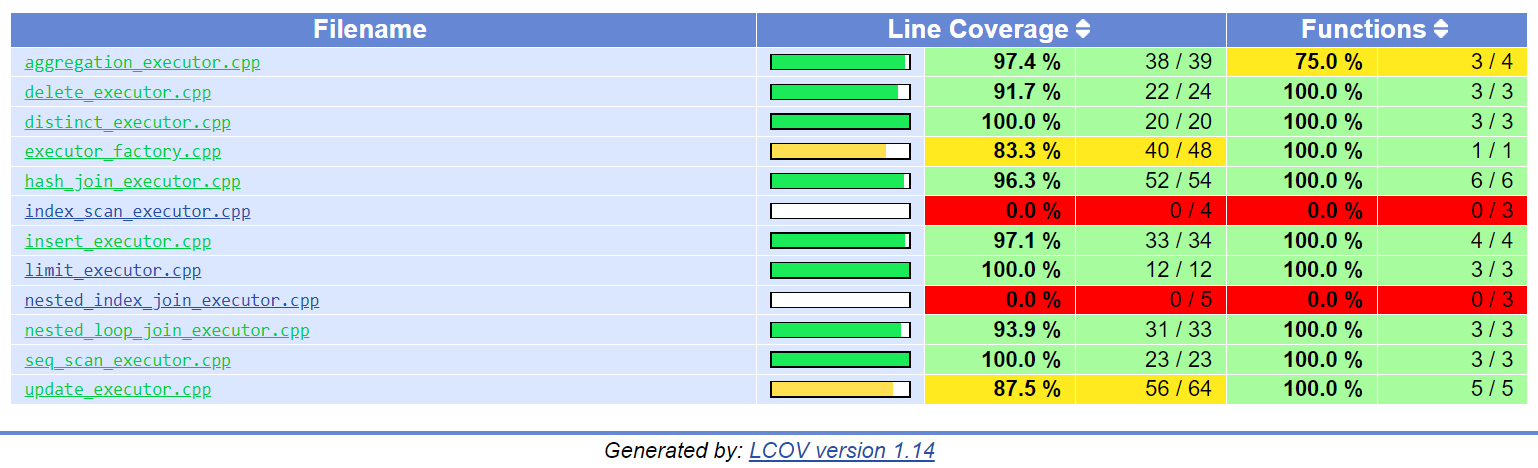 Filename Line Coverage Functions
aggregation_executor.cpp 97.4 % 38 / 39 75.0 % 3 / 4
delete_executor.cpp 91.7 % 22 / 24 100.0 % 3 / 3
distinct_executor.cpp 100.0 % 20 / 20 100.0 % 3 / 3
executor_factory.cpp 83.3 % 40 / 48 100.0 % 1 / 1
hash_join_executor.cpp 96.3 % 52 / 54 100.0 % 6 / 6
index_scan_executor.cpp 0.0 % 0 / 4 0.0 % 0 / 3
insert_executor.cpp 97.1 % 33 / 34 100.0 % 4 / 4
limit_executor.cpp 100.0 % 12 / 12 100.0 % 3 / 3
nested_index_join_executor.cpp 0.0 % 0 / 5 0.0 % 0 / 3
nested_loop_join_executor.cpp 93.9 % 31 / 33 100.0 % 3 / 3
seq_scan_executor.cpp 100.0 % 23 / 23 100.0 % 3 / 3
update_executor.cpp 87.5 % 56 / 64 100.0 % 5 / 5
Generated by: LCOV version 1.14